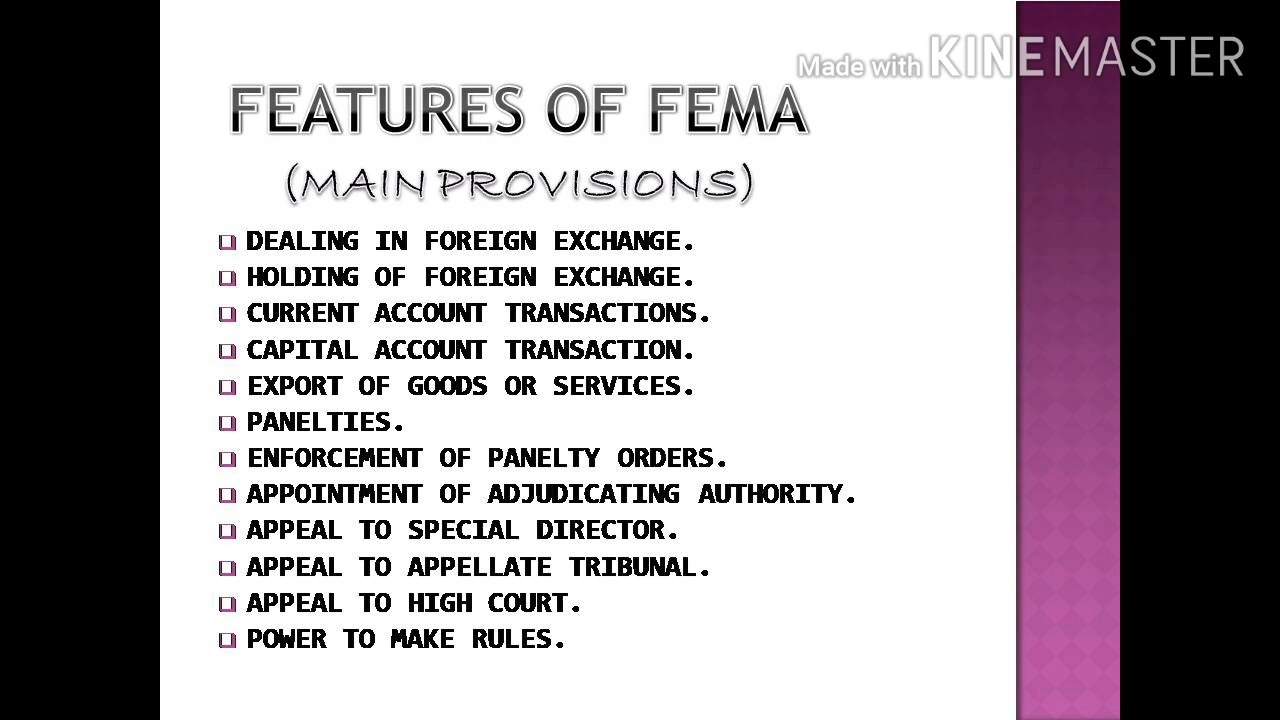 Made with KINEMASTER
FEATURES OF FEMA
(MAIN PROVISIONS)
DEALING IN FOREIGN EXCHANGE.
HOLDING OF FOREIGN EXCHANGE.
CURRENT ACCOUNT TRANSACTIONS.
CAPITAL ACCOUNT TRANSACTION.
EXPORT OF GOODS OR SERVICES.
PANELTIES.
ENFORCEMENT OF PANELTY ORDERS.
APPOINTMENT OF ADJUDICATING AUTHORITY.
APPEAL TO SPECIAL DIRECTOR.
APPEAL TO APPELLATE TRIBUNAL.
APPEAL TO HIGH COURT.
POWER TO MAKE RULES.